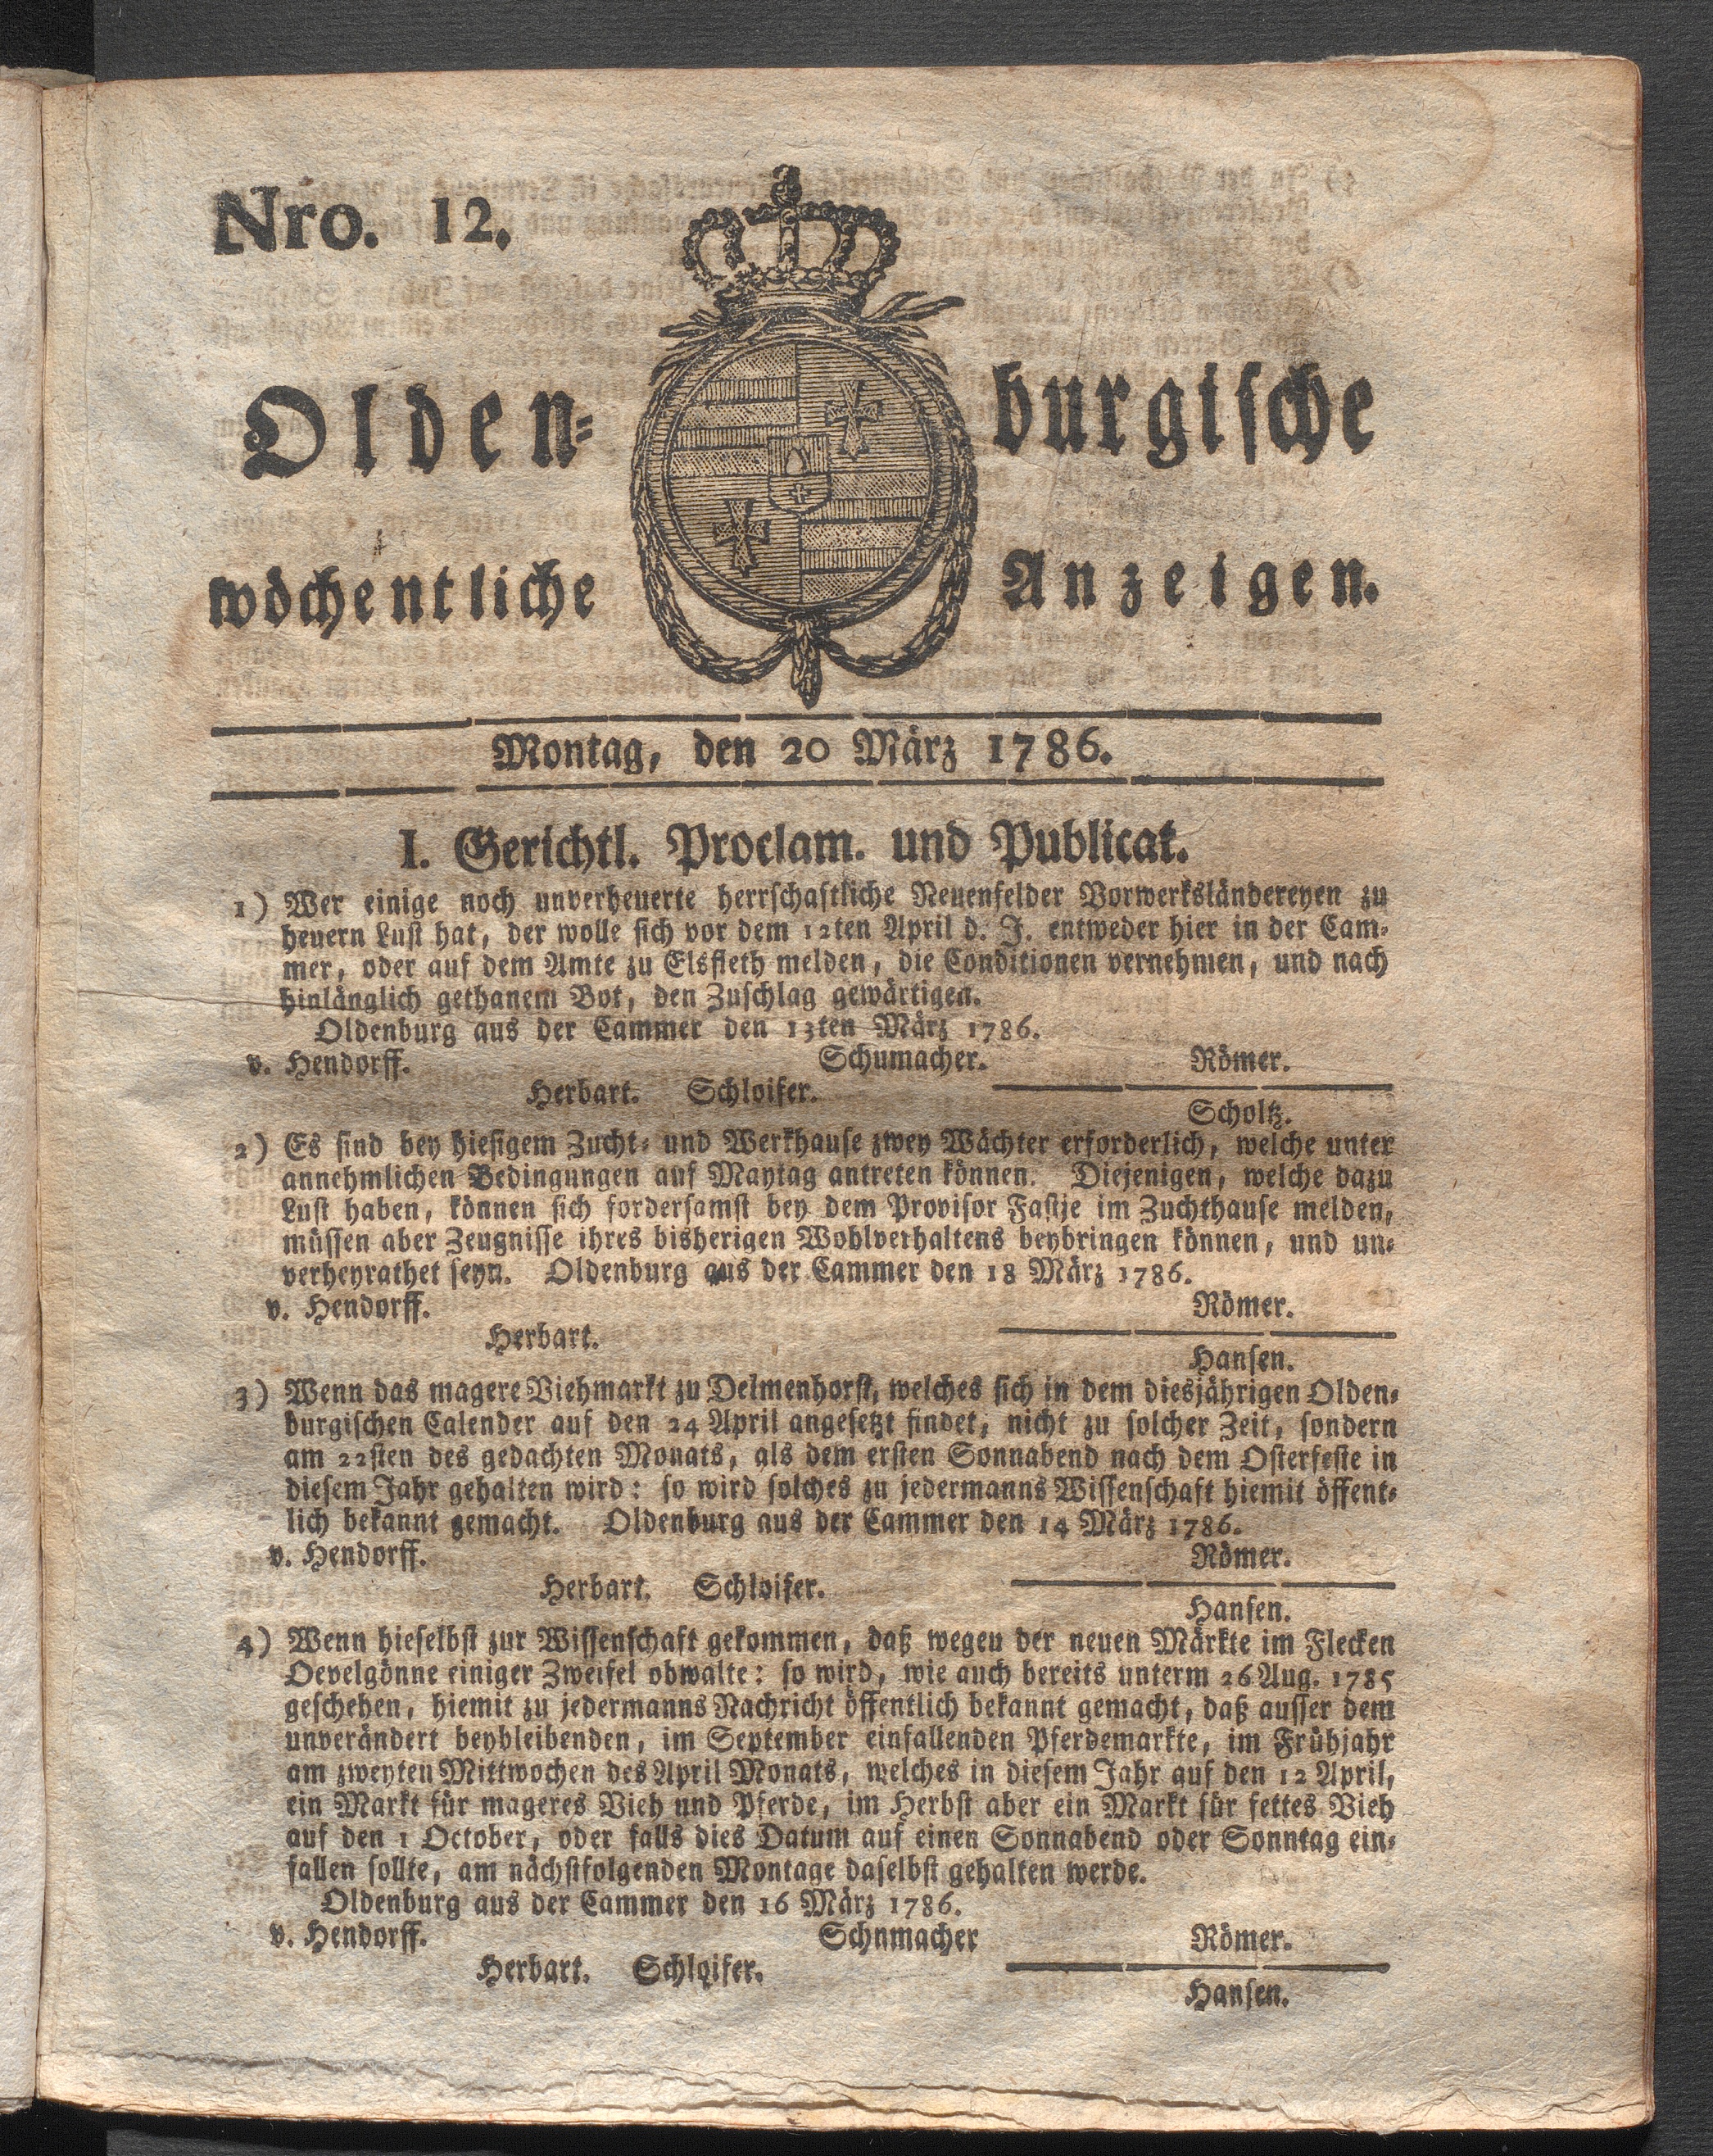 Nro. 12.
Olden=
burgische
wöchentliche
Anzeigen.
Montag, den 20 März 1786.
I. Gerichtl. Proclam. und Publicat.
1) Wer einige noch unverheuerte herrschaftliche Neuenfelder Vorwerksländereyen zu
heuern Lust hat, der wolle sich vor dem 12ten April d. J. entweder hier in der Cam=
mer, oder auf dem Amte zu Elsfleth melden, die Conditionen vernehmen, und nach
hinlänglich gethanem Bot, den Zuschlag gewärtigen.
Oldenburg aus der Cammer den 13ten März 1786.
v. Hendorff. Schumacher. Römer.
Herbart. Schloifer.
Scholtz.
2) Es sind bey hiesigem Zucht= und Werkhause zwey Wächter erforderlich, welche unter
annehmlichen Bedingungen auf Maytag antreten können. Diejenigen, welche dazu
Lust haben, können sich fordersamst bey dem Provisor Fastje im Zuchthause melden,
müssen aber Zeugnisse ihres bisherigen Wohlverhaltens beybringen können, und un=
verheyrathet seyn. Oldenburg aus der Cammer den 18 März 1786.
v. Hendorff. Römer.
Herbart.
Hansen.
3) Wenn das magere Viehmarkt zu Delmenhorst, welches sich in dem diesjährigen Olden=
burgischen Calender auf den 24 April angesetzt findet, nicht zu solcher Zeit, sondern
am 22sten des gedachten Monats, als dem ersten Sonnabend nach dem Osterfeste in
diesem Jahr gehalten wird: so wird solches zu jedermanns Wissenschaft hiemit öffent=
lich bekannt gemacht. Oldenburg aus der Cammer den 14 März 1786.
v. Hendorff. Römer.
Herbart. Schloifer.
Hansen.
4) Wenn hieselbst zur Wissenschaft gekommen, daß wegen der neuen Märkte im Flecken
Oevelgönne einiger Zweifel obwalte: so wird, wie auch bereits unterm 26 Aug. 1785
geschehen, hiemit zu jedermanns Nachricht öffentlich bekannt gemacht, daß ausser dem
unverändert beybleibenden, im September einfallenden Pferdemarkte, im Frühjahr
am zweyten Mittwochen des April Monats, welches in diesem Jahr auf den 12 April,
ein Markt für mageres Vieh und Pferde, im Herbst aber ein Markt für fettes Vieh
auf den 1 October, oder falls dies Datum auf einen Sonnabend oder Sonntag ein=
fallen sollte, am nächstfolgenden Montage daselbst gehalten werde.
Oldenburg aus der Cammer den 16 März 1786.
v. Hendorff. Schnmacher Römer.
Herbart. Schloifer.
Hansen.